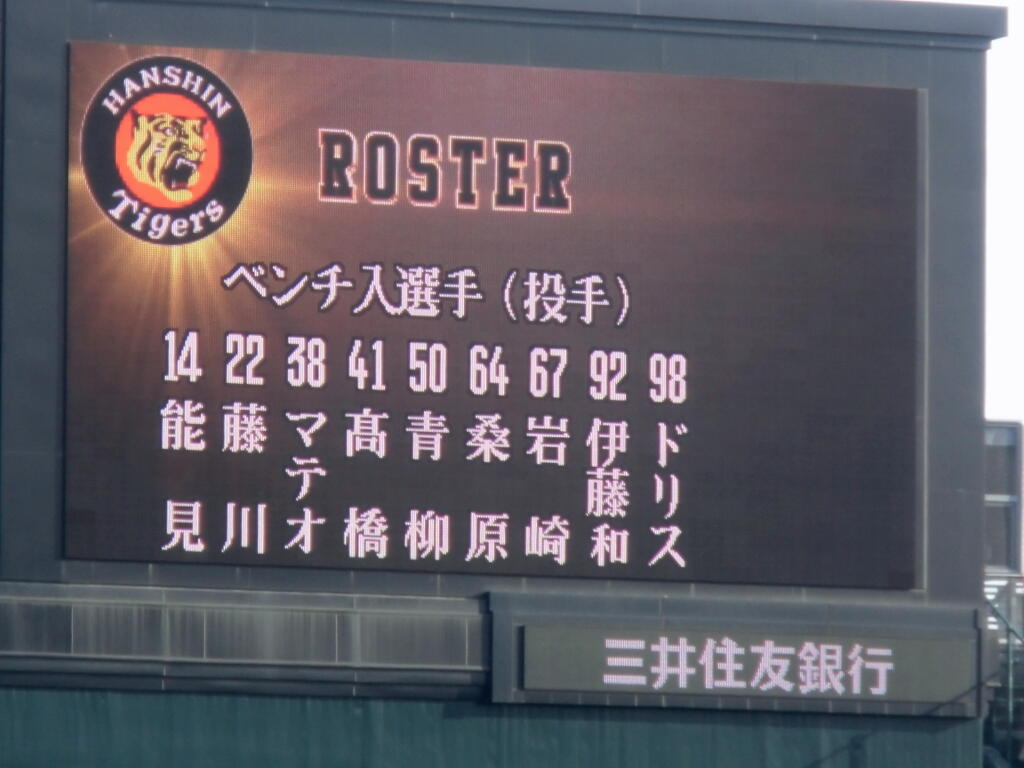 HANSHIN
Tigers
ROSTER
ベンチ入選手（投手）
14 22 38 41 50 64 67 92 98
能見
藤川
マテオ
髙橋
青柳
桑原
岩崎
伊藤和
ドリス
三井住友銀行